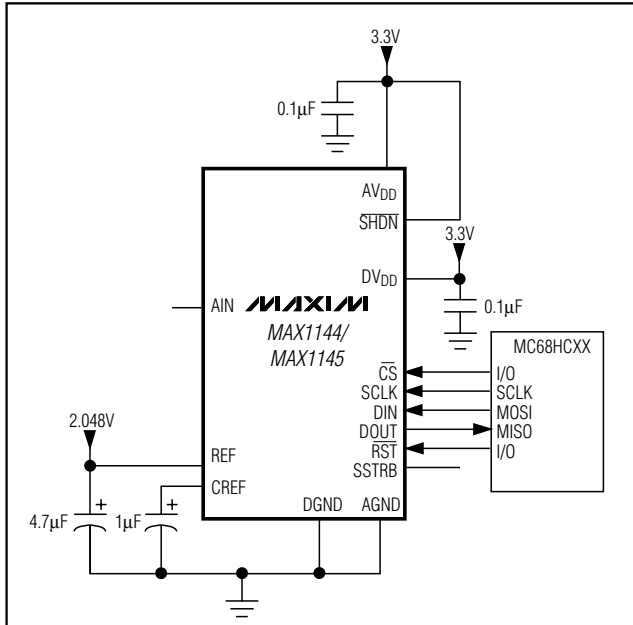 3.3V
0.1µF
AVDD
SHDN
3.3V
DVDD
0.1µF
AIN
MAXIM
MAX1144/
MAX1145
MC68HCXX
CS
I/O
SCLK
SCLK
DIN
MOSI
DOUT
MISO
RST
I/O
SSTRB
2.048V
REF
CREF
4.7µF
+
1µF
+
DGND
AGND